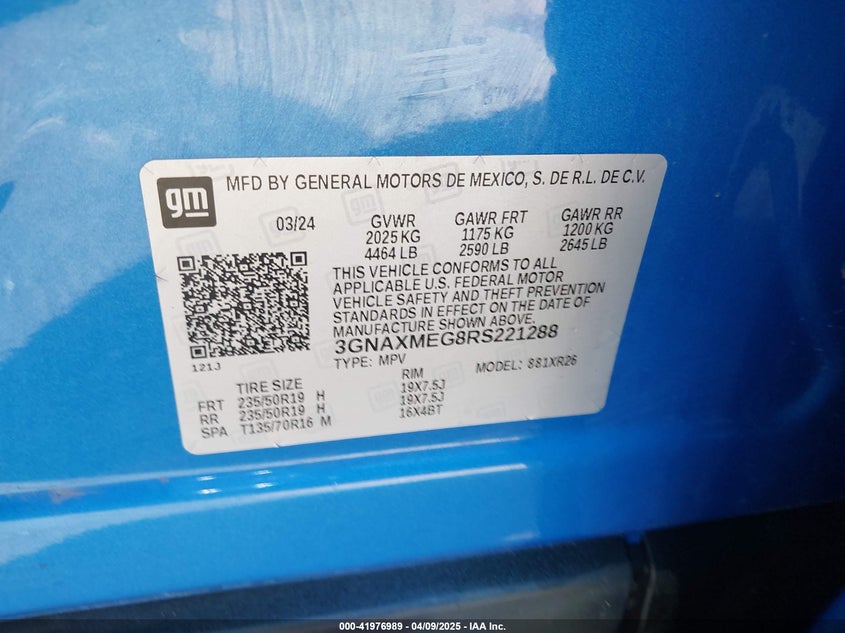 gm
MFD BY GENERAL MOTORS DE MEXICO, S. DE R.L. DE C.V.
03/24 GVWR GAWR FRT GAWR RR
2025 KG 1175 KG 1200 KG
4464 LB 2590 LB 2645 LB
THIS VEHICLE CONFORMS TO ALL
APPLICABLE U.S. FEDERAL MOTOR
VEHICLE SAFETY AND THEFT PREVENTION
STANDARDS IN EFFECT ON THE DATE OF
MANUFACTURE SHOWN ABOVE.
3GNAXMEG8RS221288
121J TYPE: MPV MODEL: 881XR26
TIRE SIZE RIM
FRT 235/50R19 H 19X7.5J
RR 235/50R19 H 19X7.5J
SPA T135/70R16 M 16X4BT
000-41976989 | 04/09/2025 - IAA Inc.